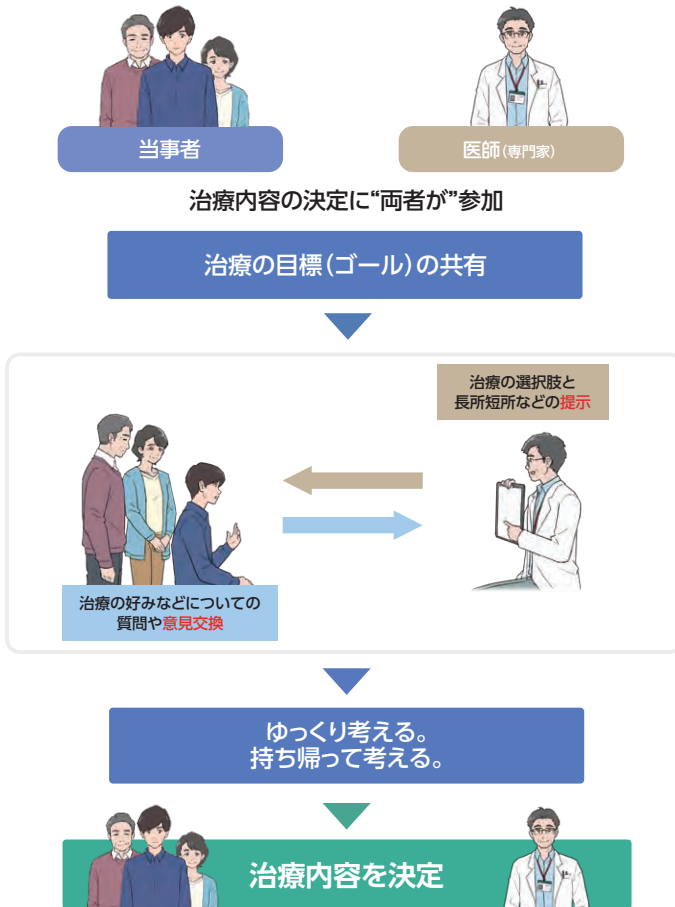 当事者
医師(専門家)
治療内容の決定に“両者が”参加
治療の目標(ゴール)の共有
治療の選択肢と
長所短所などの提示
治療の好みなどについての
質問や意見交換
ゆっくり考える。
持ち帰って考える。
治療内容を決定